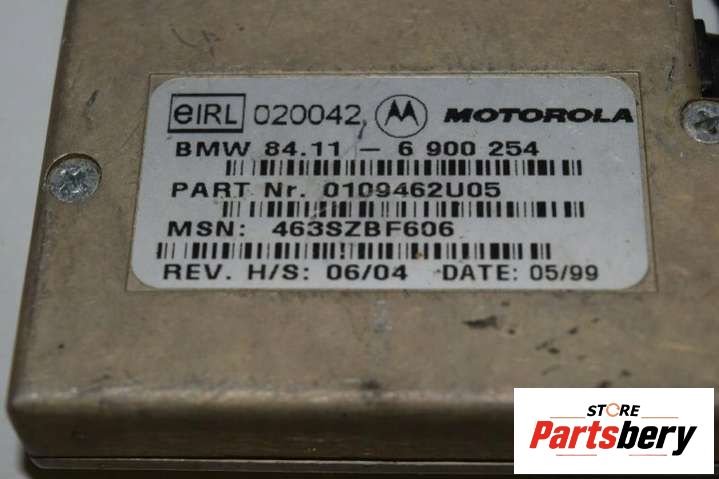 eIRL 020042 M MOTOROLA
BMW 84.11 - 6 900 254
PART Nr. 0109462U05
MSN: 463SZBF606
REV. H/S: 06/04 DATE: 05/99
STORE
Partsbery